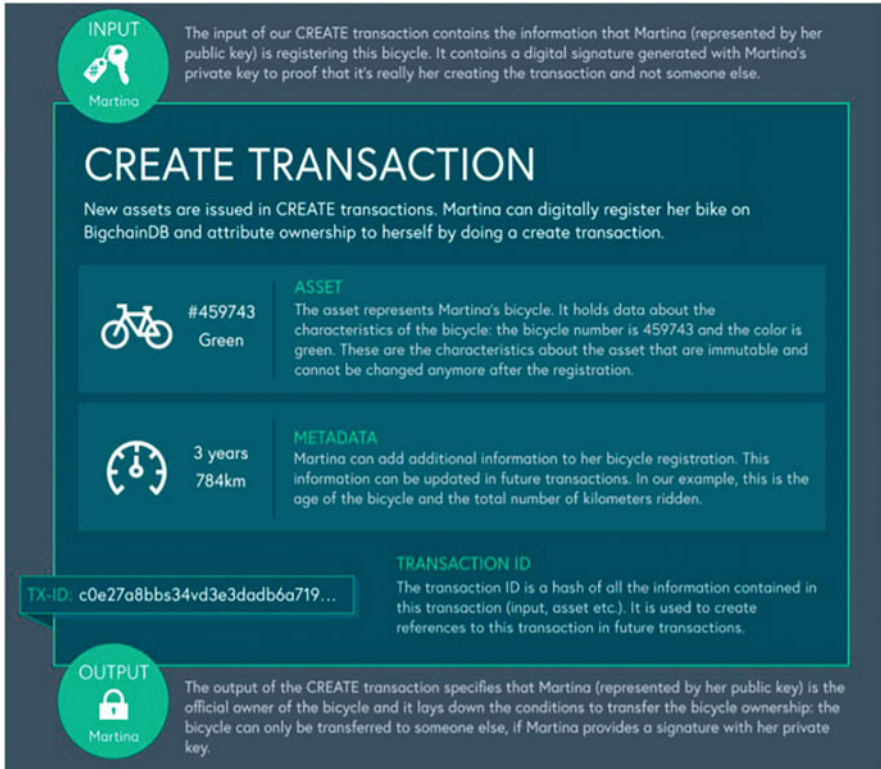 INPUT
Martina
The input of our CREATE transaction contains the information that Martina (represented by her
public key) is registering this bicycle. It contains a digital signature generated with Martina's
private key to proof that it's really her creating the transaction and not someone else.
CREATE TRANSACTION
New assets are issued in CREATE transactions. Martina can digitally register her bike on
BigchainDB and attribute ownership to herself by doing a create transaction.
#459743
Green
ASSET
The asset represents Martina's bicycle. It holds data about the
characteristics of the bicycle: the bicycle number is 459743 and the color is
green. These are the characteristics about the asset that are immutable and
cannot be changed anymore after the registration.
3 years
784km
METADATA
Martina can add additional information to her bicycle registration. This
information can be updated in future transactions. In our example, this is the
age of the bicycle and the total number of kilometers ridden.
TX-ID: c0e27a8bbs34vd3e3dadb6a719...
TRANSACTION ID
The transaction ID is a hash of all the information contained in
this transaction (input, asset etc.). It is used to create
references to this transaction in future transactions.
OUTPUT
Martina
The output of the CREATE transaction specifies that Martina (represented by her public key) is the
official owner of the bicycle and it lays down the conditions to transfer the bicycle ownership: the
bicycle can only be transferred to someone else, if Martina provides a signature with her private
key.